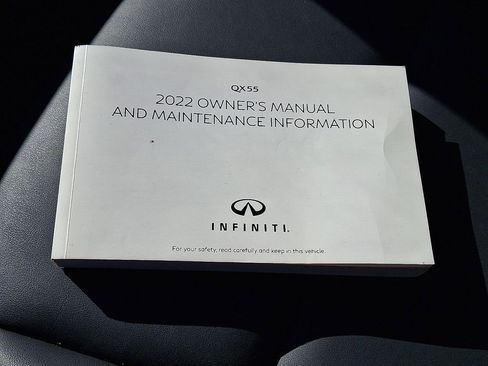 QX55
2022 OWNER'S MANUAL
AND MAINTENANCE INFORMATION
INFINITI.
For your safety, read carefully and keep in this vehicle.